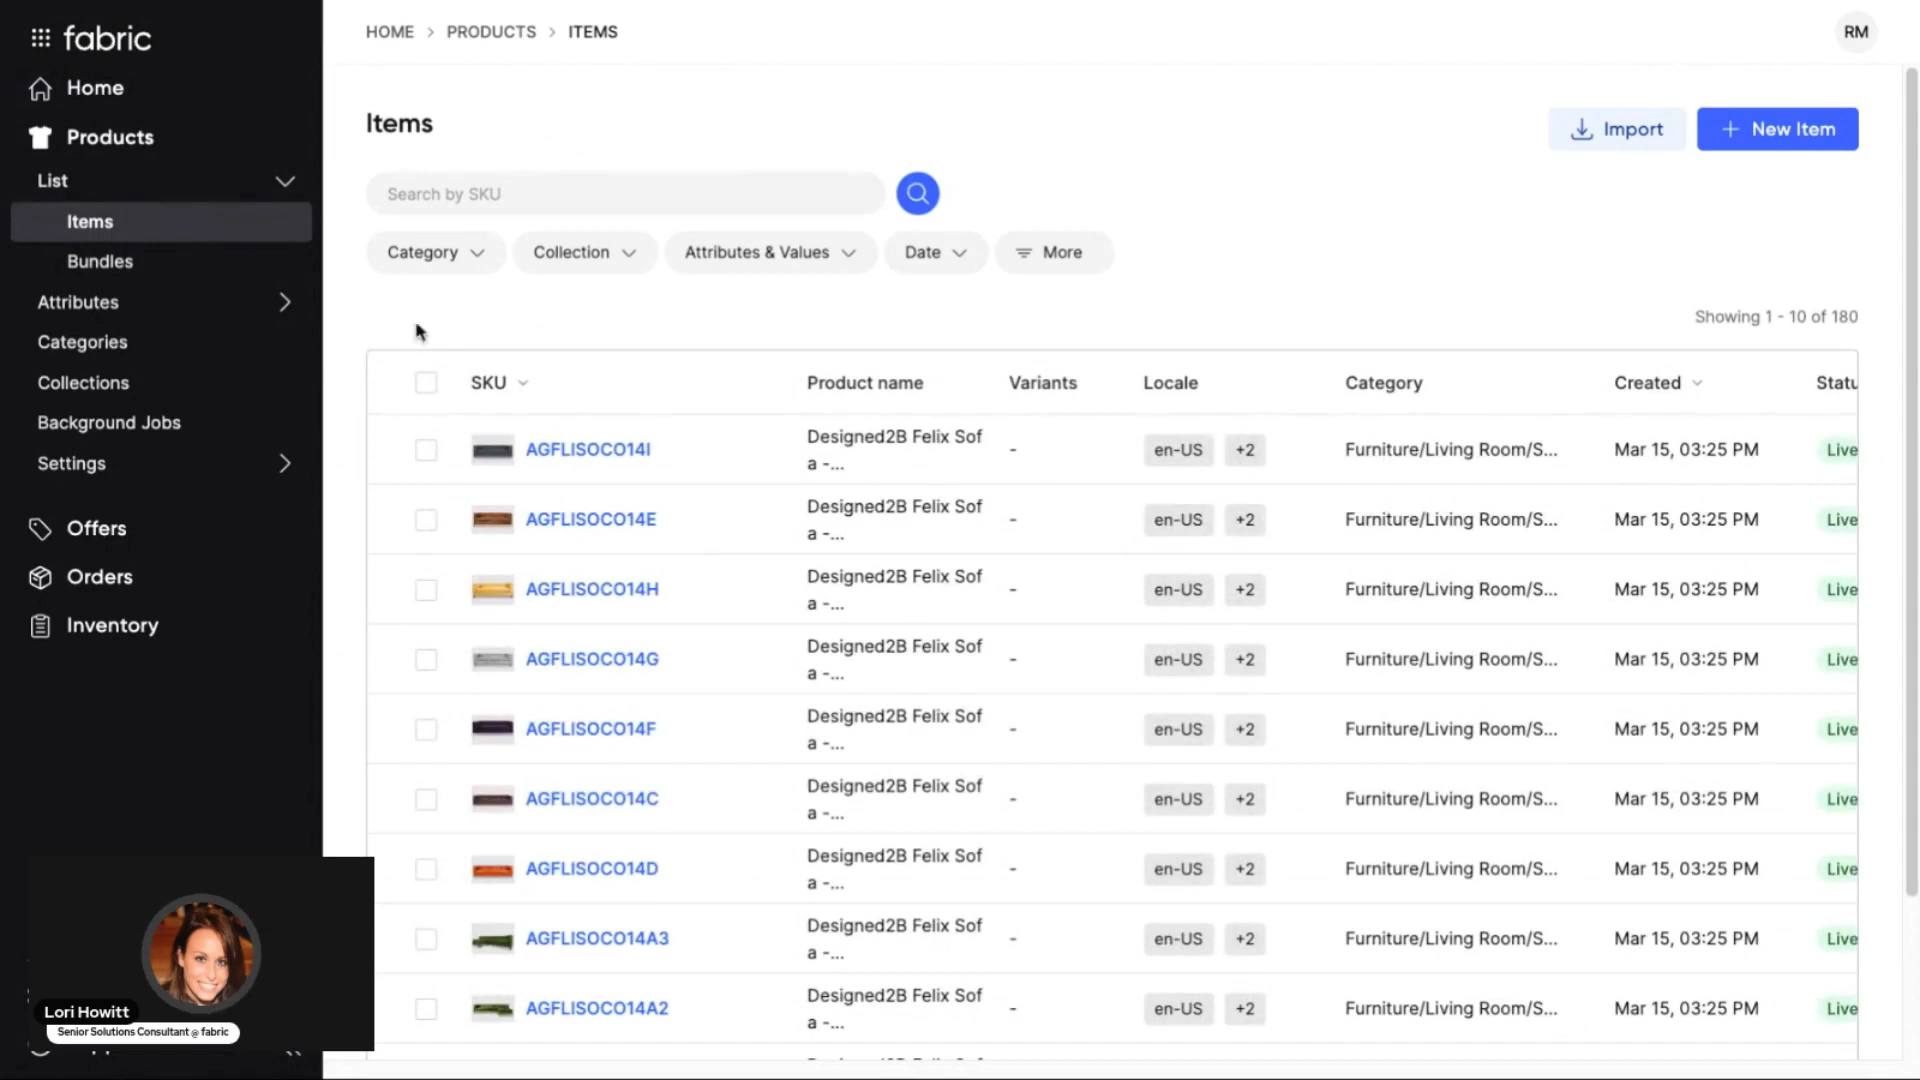 fabric
Home
Products
List
Items
Bundles
Attributes
Categories
Collections
Background Jobs
Settings
Offers
Orders
Inventory
Lori Howitt
Senior Solutions Consultant @ fabric
HOME > PRODUCTS > ITEMS
RM
Items
Import
+ New Item
Search by SKU
Category
Collection
Attributes & Values
Date
More
Showing 1 - 10 of 180
SKU Product name Variants Locale Category Created Statu
AGFLISOCO14I Designed2B Felix Sof - en-US +2 Furniture/Living Room/S... Mar 15, 03:25 PM Live
a -...
AGFLISOCO14E Designed2B Felix Sof - en-US +2 Furniture/Living Room/S... Mar 15, 03:25 PM Live
a -...
AGFLISOCO14H Designed2B Felix Sof - en-US +2 Furniture/Living Room/S... Mar 15, 03:25 PM Live
a -...
AGFLISOCO14G Designed2B Felix Sof - en-US +2 Furniture/Living Room/S... Mar 15, 03:25 PM Live
a -...
AGFLISOCO14F Designed2B Felix Sof - en-US +2 Furniture/Living Room/S... Mar 15, 03:25 PM Live
a -...
AGFLISOCO14C Designed2B Felix Sof - en-US +2 Furniture/Living Room/S... Mar 15, 03:25 PM Live
a -...
AGFLISOCO14D Designed2B Felix Sof - en-US +2 Furniture/Living Room/S... Mar 15, 03:25 PM Live
a -...
AGFLISOCO14A3 Designed2B Felix Sof - en-US +2 Furniture/Living Room/S... Mar 15, 03:25 PM Live
a -...
AGFLISOCO14A2 Designed2B Felix Sof - en-US +2 Furniture/Living Room/S... Mar 15, 03:25 PM Live
a -...